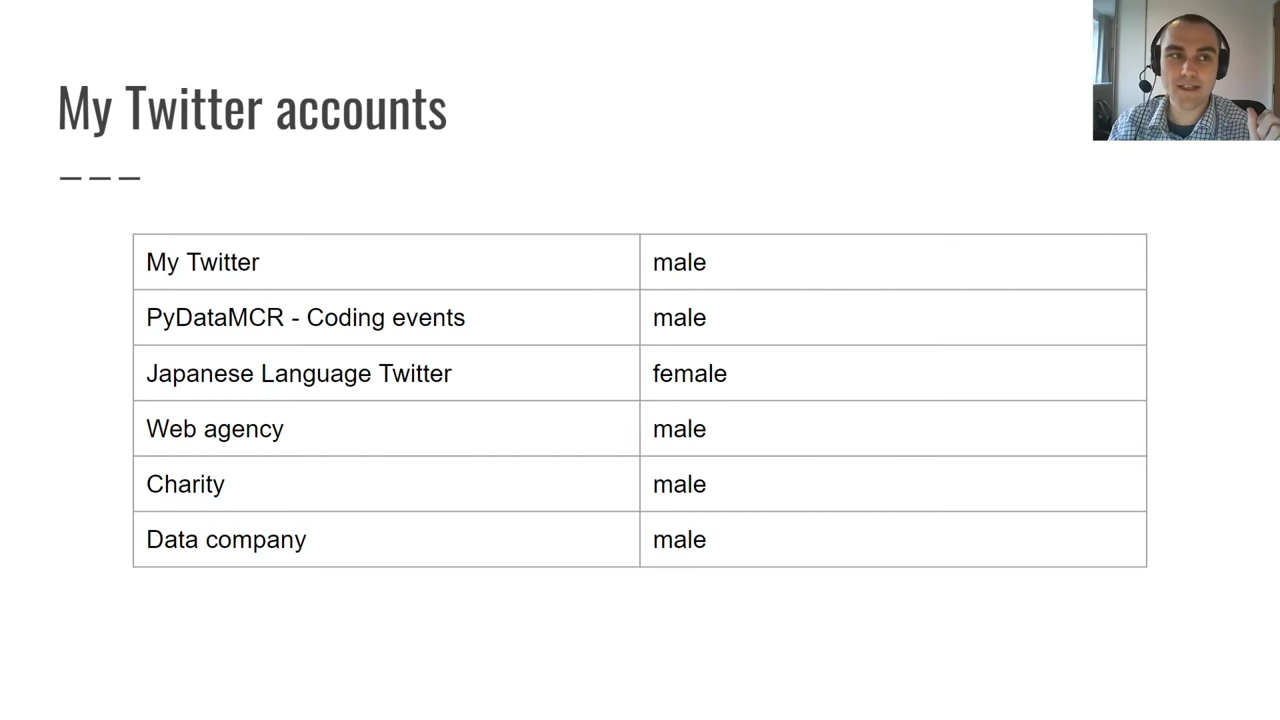 My Twitter accounts
My Twitter male
PyDataMCR - Coding events male
Japanese Language Twitter female
Web agency male
Charity male
Data company male